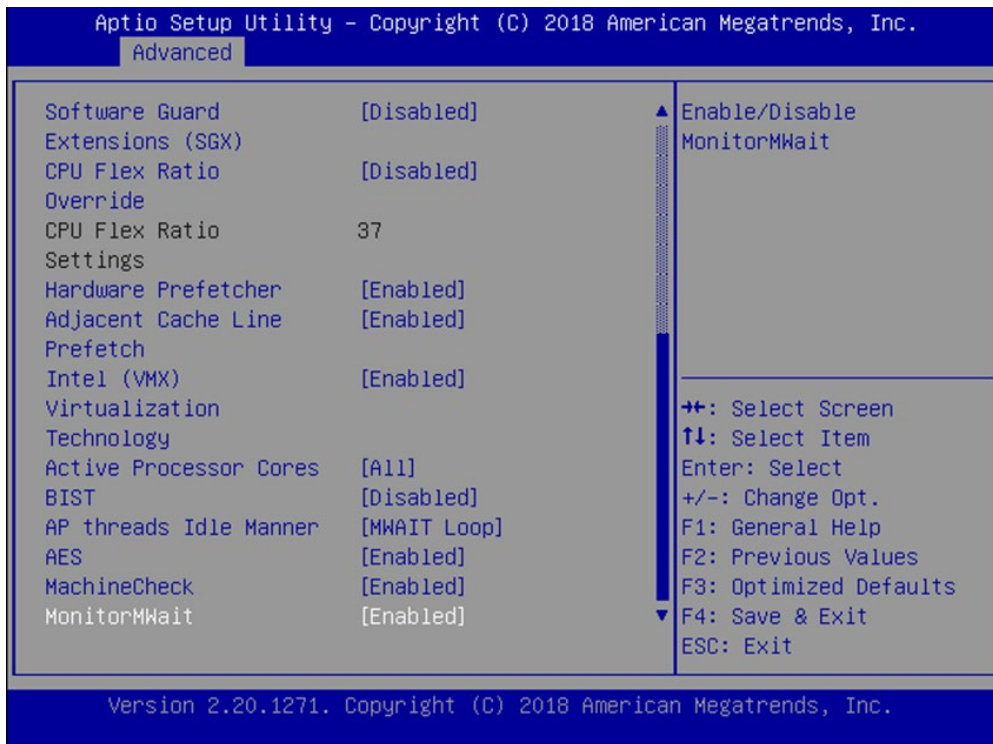 Aptio Setup Utility – Copyright (C) 2018 American Megatrends, Inc.
Advanced
Software Guard [Disabled]
Extensions (SGX)
CPU Flex Ratio [Disabled]
Override
CPU Flex Ratio 37
Settings
Hardware Prefetcher [Enabled]
Adjacent Cache Line [Enabled]
Prefetch
Intel (VMX) [Enabled]
Virtualization
Technology
Active Processor Cores [All]
BIST [Disabled]
AP threads Idle Manner [MWAIT Loop]
AES [Enabled]
MachineCheck [Enabled]
MonitorMWait [Enabled]
Enable/Disable
MonitorMWait
→←: Select Screen
↑↓: Select Item
Enter: Select
+/-: Change Opt.
F1: General Help
F2: Previous Values
F3: Optimized Defaults
F4: Save & Exit
ESC: Exit
Version 2.20.1271. Copyright (C) 2018 American Megatrends, Inc.